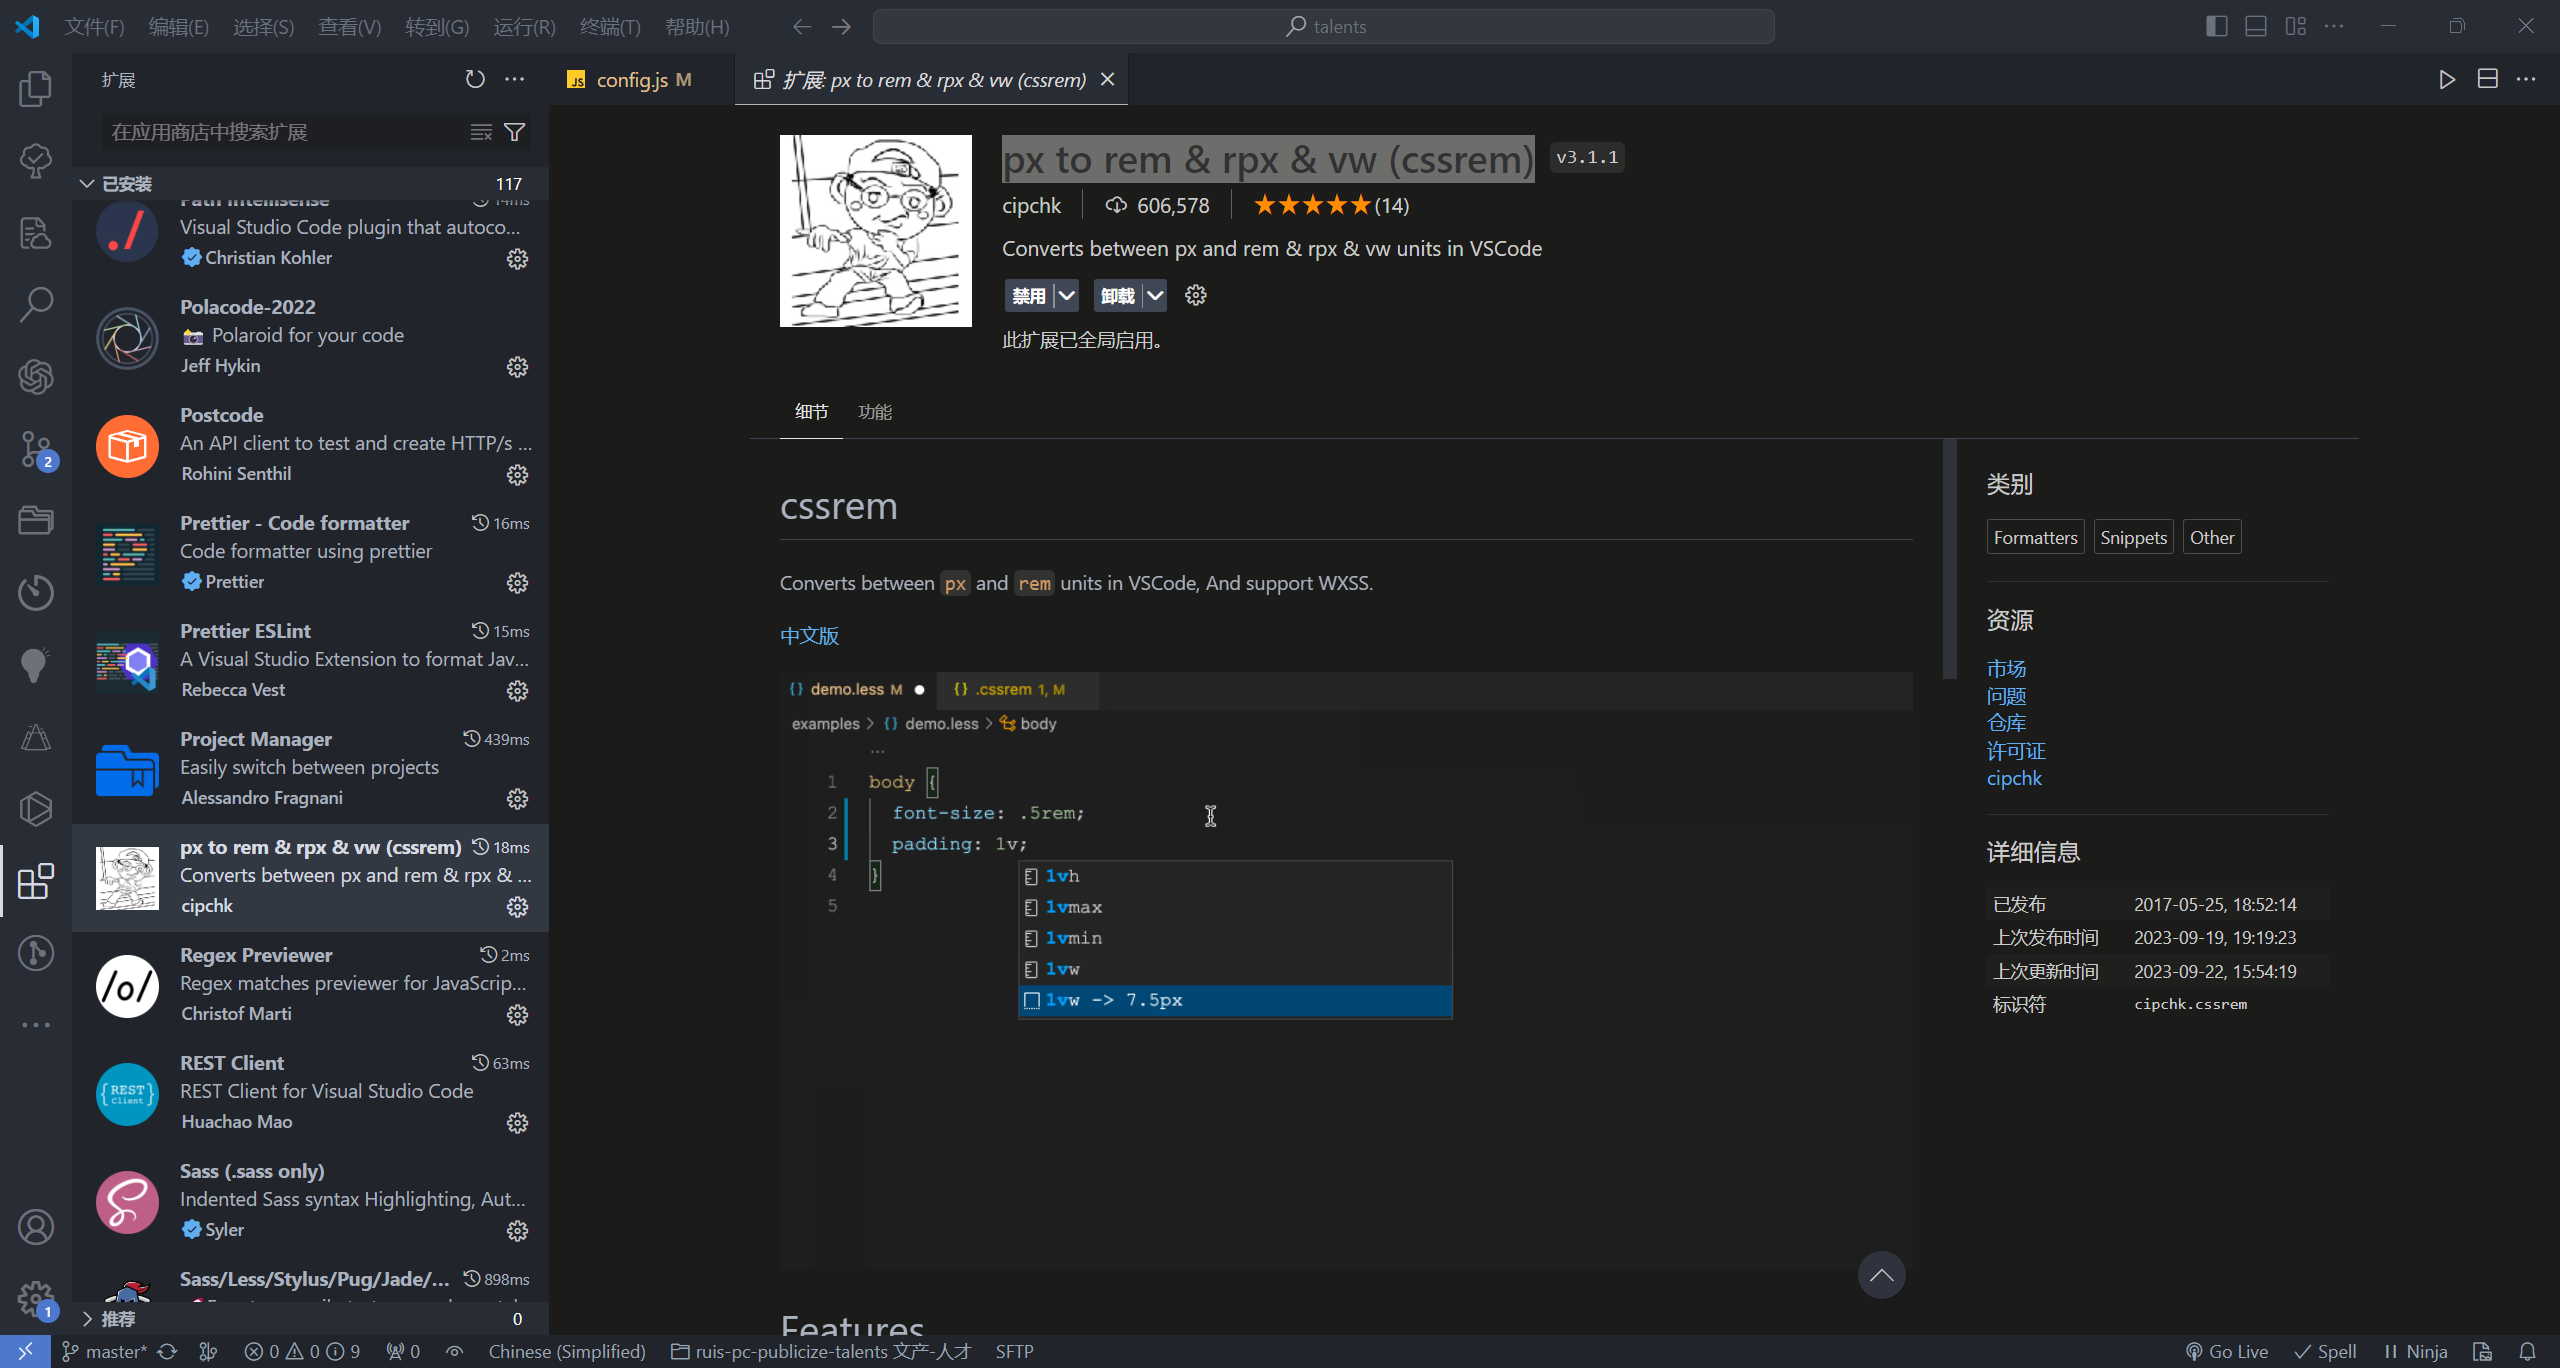 文件(F) 编辑(E) 选择(S) 查看(V) 转到(G) 运行(R) 终端(T) 帮助(H) talents
扩展
在应用商店中搜索扩展
已安装 117
Path Intellisense 14ms
Visual Studio Code plugin that autoco...
Christian Kohler
Polacode-2022
Polaroid for your code
Jeff Hykin
Postcode
An API client to test and create HTTP/s ...
Rohini Senthil
Prettier - Code formatter 16ms
Code formatter using prettier
Prettier
Prettier ESLint 15ms
A Visual Studio Extension to format Jav...
Rebecca Vest
Project Manager 439ms
Easily switch between projects
Alessandro Fragnani
px to rem & rpx & vw (cssrem) 18ms
Converts between px and rem & rpx & ...
cipchk
Regex Previewer 2ms
/o/
Regex matches previewer for JavaScrip...
Christof Marti
REST Client 63ms
{REST}
Client
REST Client for Visual Studio Code
Huachao Mao
Sass (.sass only)
Indented Sass syntax Highlighting, Aut...
Syler
Sass/Less/Stylus/Pug/Jade/... 898ms
推荐 0
2
1
JS config.js M
扩展: px to rem & rpx & vw (cssrem)
px to rem & rpx & vw (cssrem) v3.1.1
cipchk 606,578 ★★★★★(14)
Converts between px and rem & rpx & vw units in VSCode
禁用 卸载
此扩展已全局启用。
细节 功能
cssrem
Converts between px and rem units in VSCode, And support WXSS.
中文版
{} demo.less M ● {} .cssrem 1, M
examples > {} demo.less > body
...
1 body {
2 font-size: .5rem;
3 padding: 1v;
4 }
5
1vh
1vmax
1vmin
1vw
1vw -> 7.5px
Features
类别
Formatters Snippets Other
资源
市场
问题
仓库
许可证
cipchk
详细信息
已发布 2017-05-25, 18:52:14
上次发布时间 2023-09-19, 19:19:23
上次更新时间 2023-09-22, 15:54:19
标识符 cipchk.cssrem
master* 0 0 9 0 Chinese (Simplified) ruis-pc-publicize-talents 文产-人才 SFTP Go Live Spell Ninja